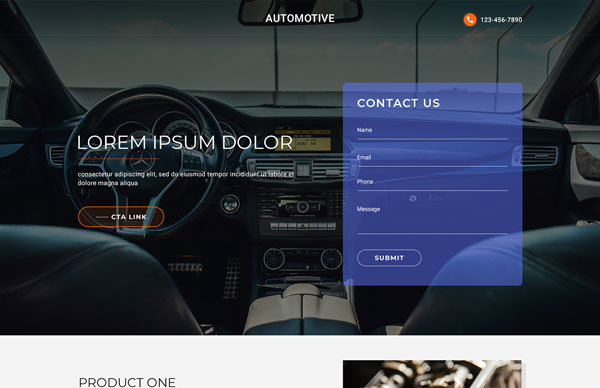 AUTOMOTIVE
123-456-7890
LOREM IPSUM DOLOR
consectetur adipiscing elit, sed do eiusmod tempor incididunt ut labore et
dolore magna aliqua
CTA LINK
CONTACT US
Name
Email
Phone
Message
SUBMIT
PRODUCT ONE